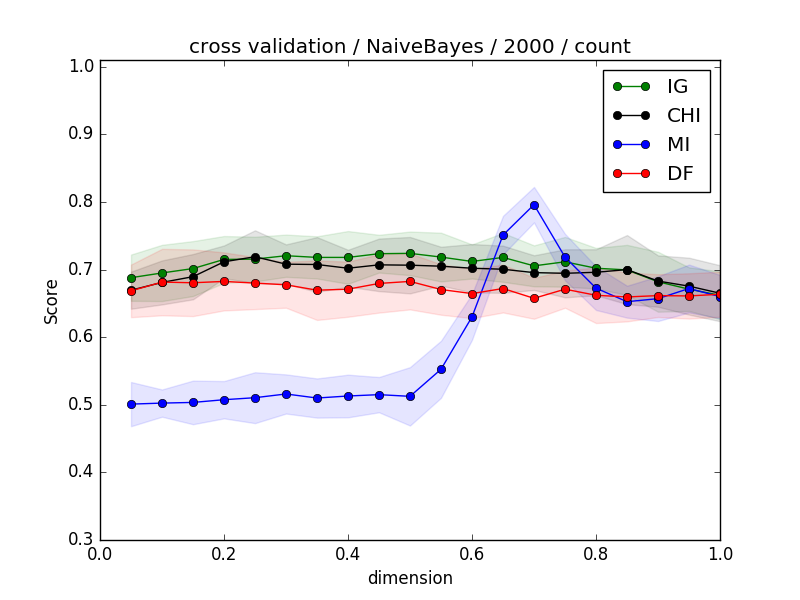 cross validation / NaiveBayes / 2000 / count
IG
CHI
MI
DF
1.0
0.9
0.8
0.7
0.6
0.5
0.4
0.3
Score
0.0 0.2 0.4 0.6 0.8 1.0
dimension